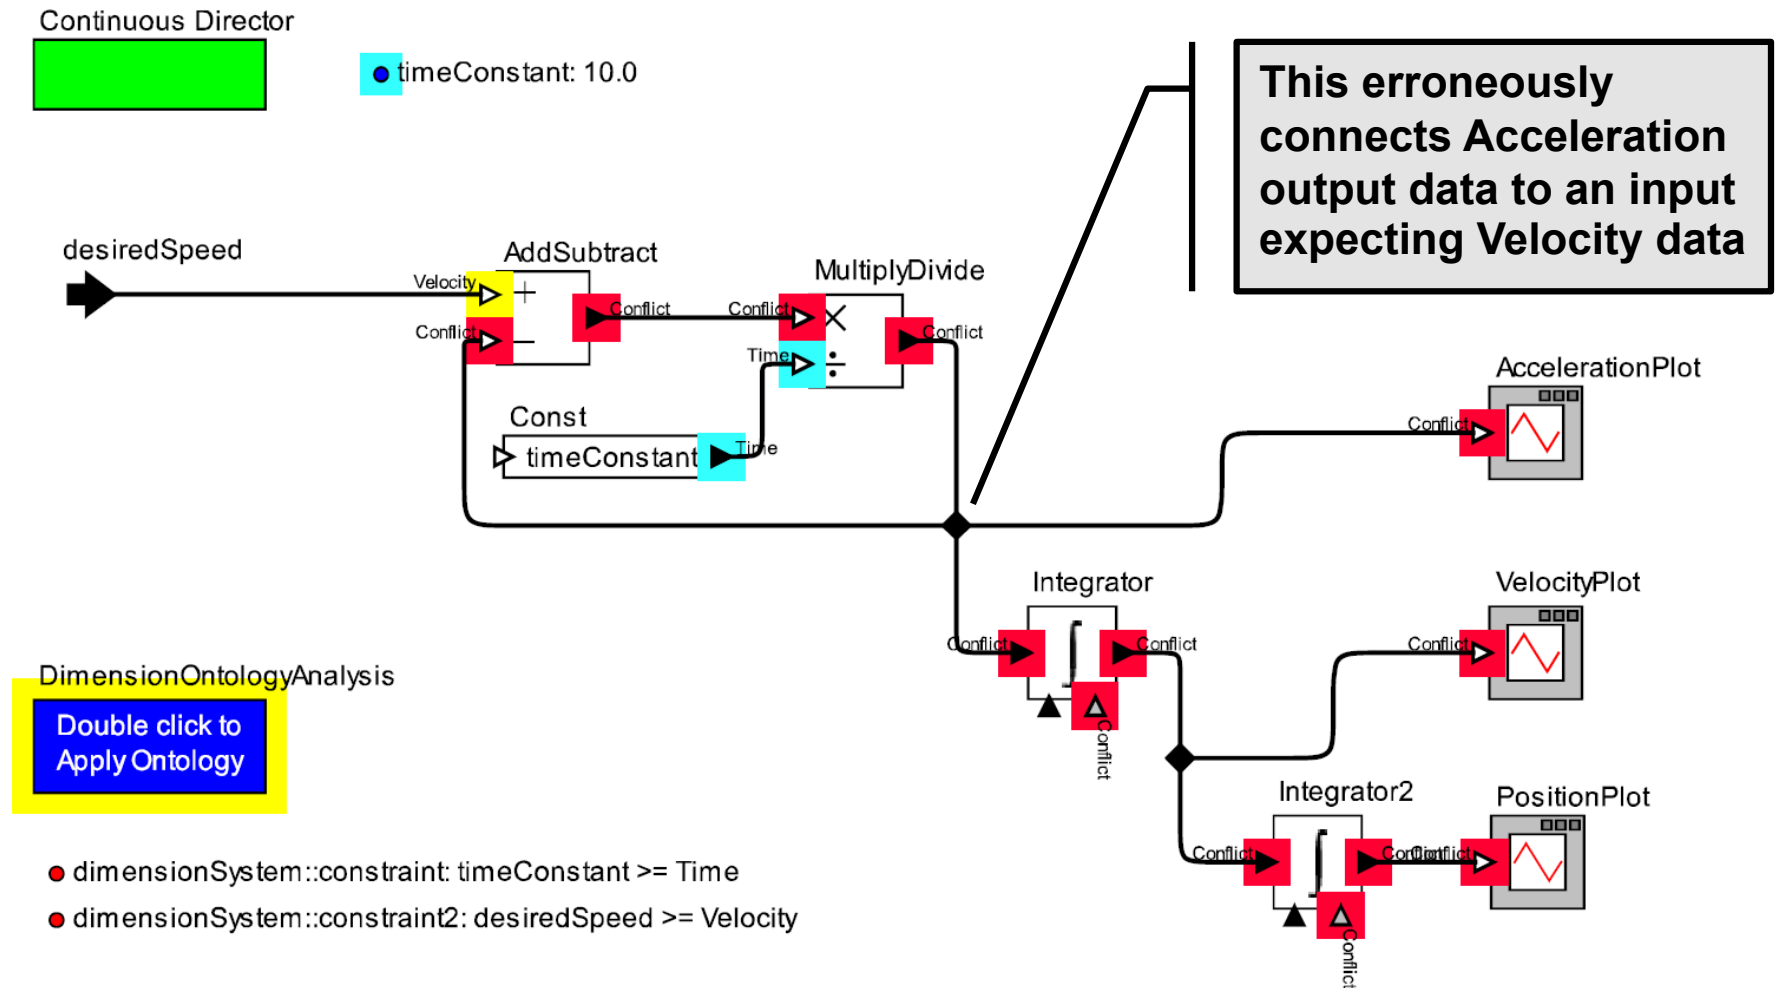 Continuous Director
timeConstant: 10.0
This erroneously
connects Acceleration
output data to an input
expecting Velocity data
desiredSpeed
AddSubtract
MultiplyDivide
Velocity
+
Conflict
Conflict
×
Conflict
Conflict
−
Time
÷
AccelerationPlot
Const
Conflict
timeConstant
Time
Integrator
VelocityPlot
Conflict
∫
Conflict
Conflict
Conflict
DimensionOntologyAnalysis
Double click to
Apply Ontology
Integrator2
PositionPlot
Conflict
∫
Conflict
Conflict
Conflict
dimensionSystem::constraint: timeConstant >= Time
dimensionSystem::constraint2: desiredSpeed >= Velocity